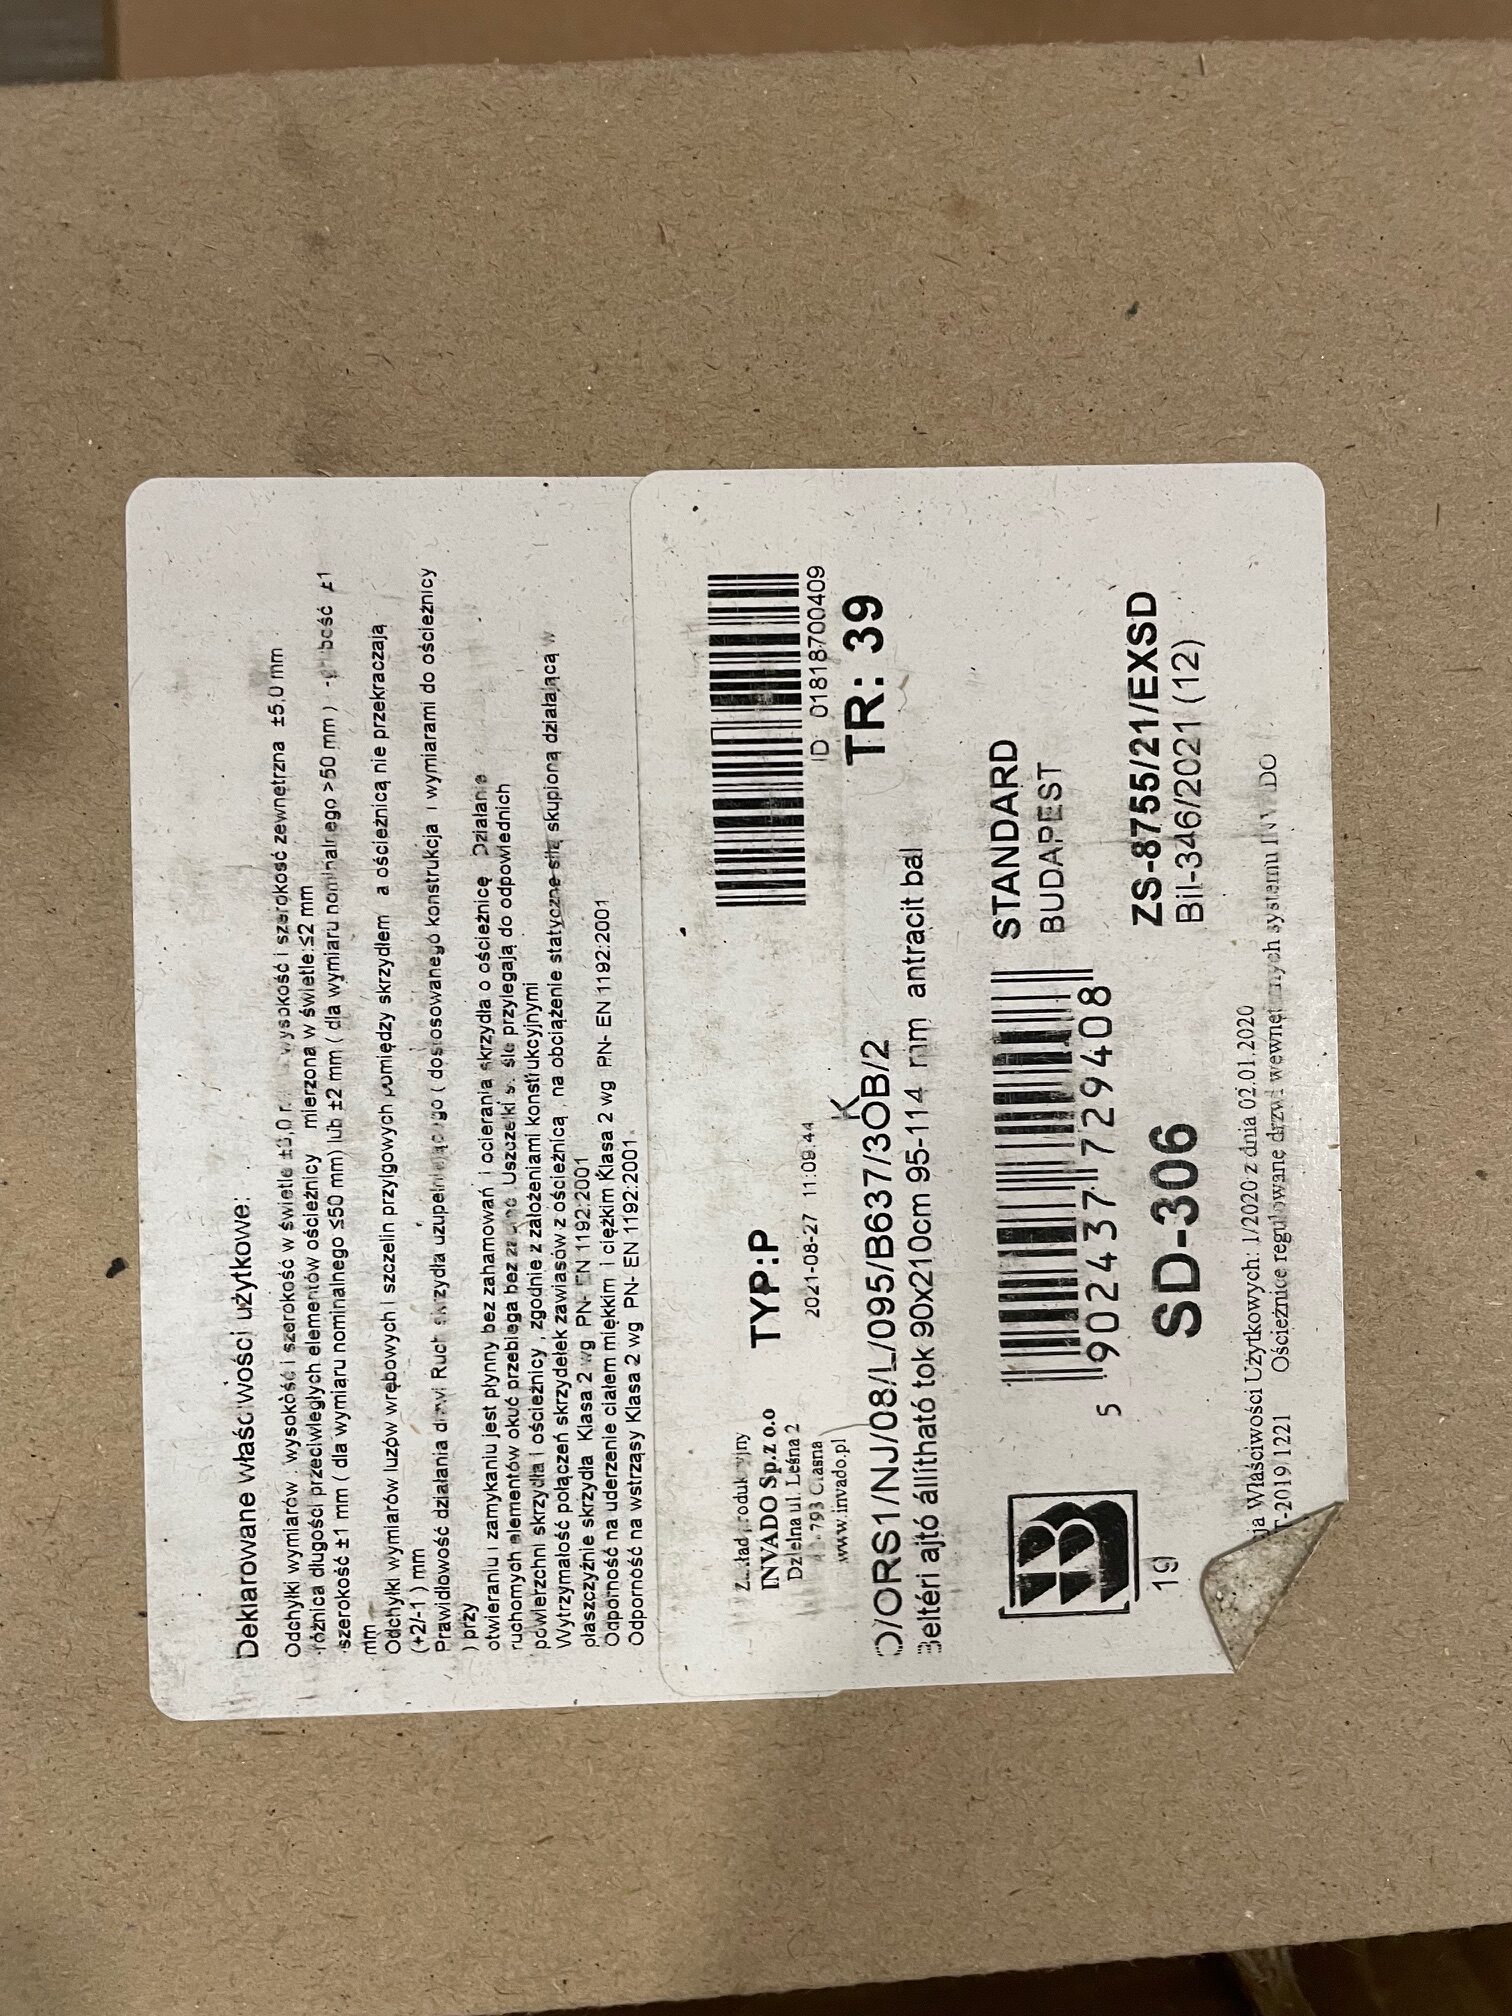 Deklarowane właściwości użytkowe:
Odchyłki wymiarów: wysokość i szerokość w świetle wysokość i szerokość zewnętrzna ±5,0 mm
-różnica długości przeciwległych elementów ościeżnicy mierzona w świetle:≤2 mm
szerokość ±1 mm ( dla wymiaru nominalnego ≤50 mm) lub ±2 mm ( dla wymiaru nominalnego >50 mm ) ±1
mm
Odchyłki wymiarów luzów wrębowych i szczelin przylgowych pomiędzy skrzydłem a ościeżnicą nie przekraczają
(+2/-1 ) mm
Prawidłowość działania drzwi Ruch skrzydła ( dostosowanego konstrukcja i wymiarami do ościeżnicy
) przy
otwieraniu i zamykaniu jest płynny bez zahamowań i ocierania skrzydła o ościeżnicę Działanie
ruchomych elementów okuć przebiega bez Uszczelki przylegają do odpowiednich
powierzchni skrzydła i ościeżnicy , zgodnie z założeniami konstrukcyjnymi
Wytrzymałość połączeń skrzydełek zawiasów z ościeżnicą , na obciążenie statyczne siłą skupioną działającą w
płaszczyźnie skrzydła Klasa 2 wg PN- EN 1192:2001
Odporność na uderzenie ciałem miękkim i ciężkim Klasa 2 wg PN- EN 1192:2001
Odporność na wstrząsy Klasa 2 wg PN- EN 1192:2001
Zakład produkcyjny
INVADO Sp.z o.o
Dzielna ul. Leśna 2
793 Ciasna
www.invado.pl
TYP:P
2021-08-27 11:09:44
ID 01818700409
TR: 39
K
O/ORS1/NJ/08/L/095/B637/3OB/2
Beltéri ajtó állítható tok 90x210cm 95-114 mm antracit bal
STANDARD
BUDAPEST
5 902437 729408
19
SD-306
ZS-8755/21/EXSD
Bil-346/2021 (12)
Właściwości Użytkowych: 1/2020 z dnia 02.01.2020
T-2019/1221 Ościeżnice regulowane drzwi wewnętrznych systemu INVADO